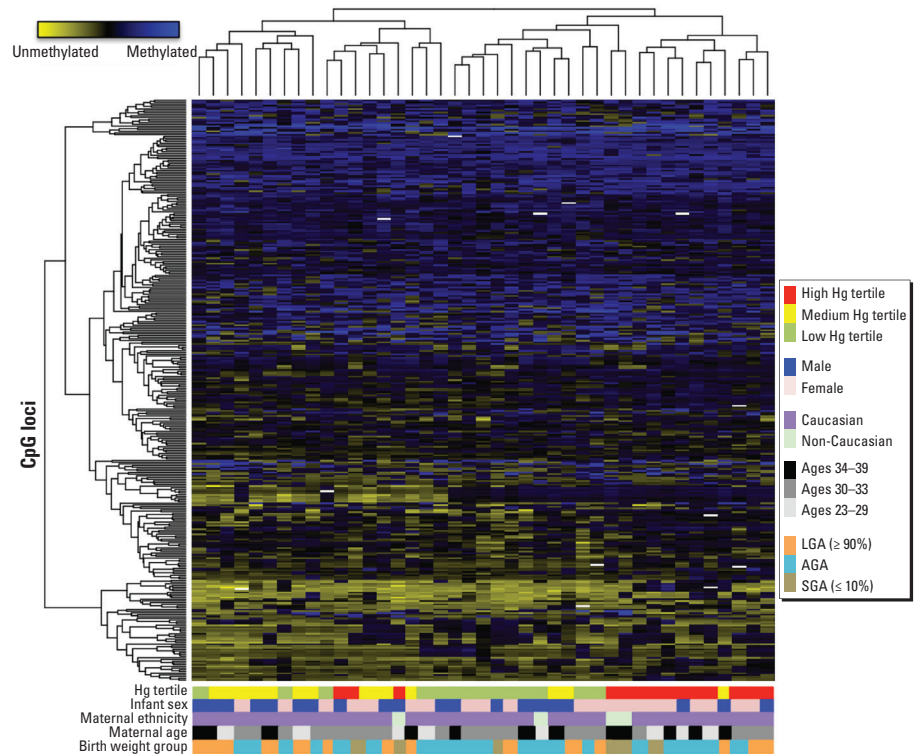 Unmethylated Methylated
CpG loci
High Hg tertile
Medium Hg tertile
Low Hg tertile
Male
Female
Caucasian
Non-Caucasian
Ages 34–39
Ages 30–33
Ages 23–29
LGA (≥ 90%)
AGA
SGA (≤ 10%)
Hg tertile
Infant sex
Maternal ethnicity
Maternal age
Birth weight group